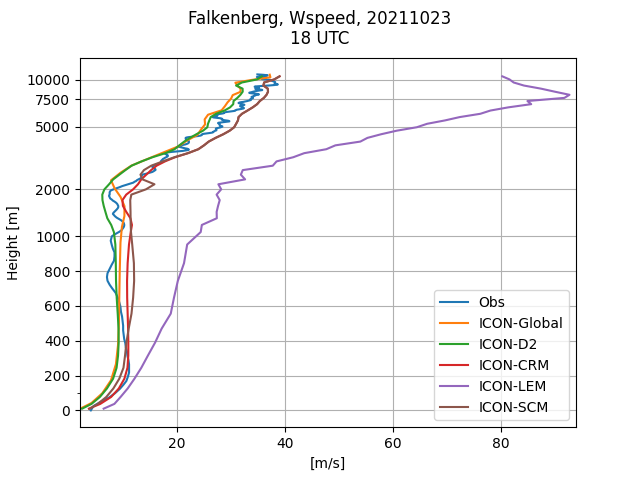 Falkenberg, Wspeed, 20211023
18 UTC
Height [m]
10000
7500
5000
2000
1000
800
600
400
200
0
20
40
60
80
[m/s]
Obs
ICON-Global
ICON-D2
ICON-CRM
ICON-LEM
ICON-SCM